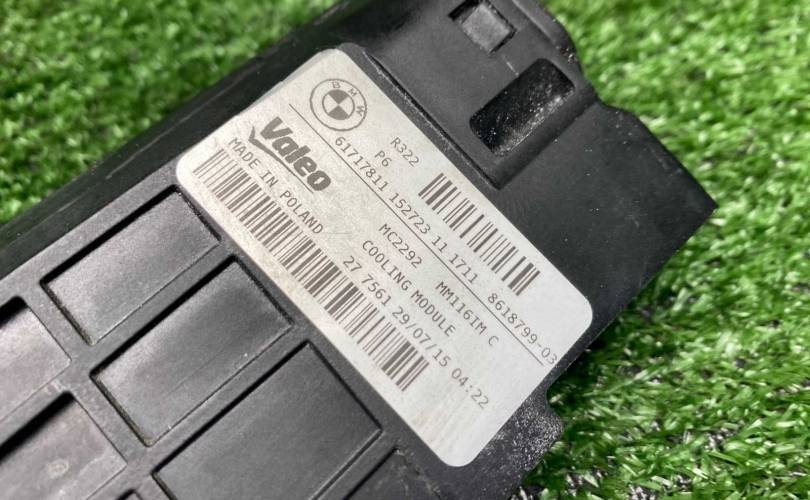 BMW
R322
P6
61717811 152723 11 1711 8618799-03
Valeo
MC2292 MM116IM C
COOLING MODULE
MADE IN POLAND
27 7561 29/07/15 04:22